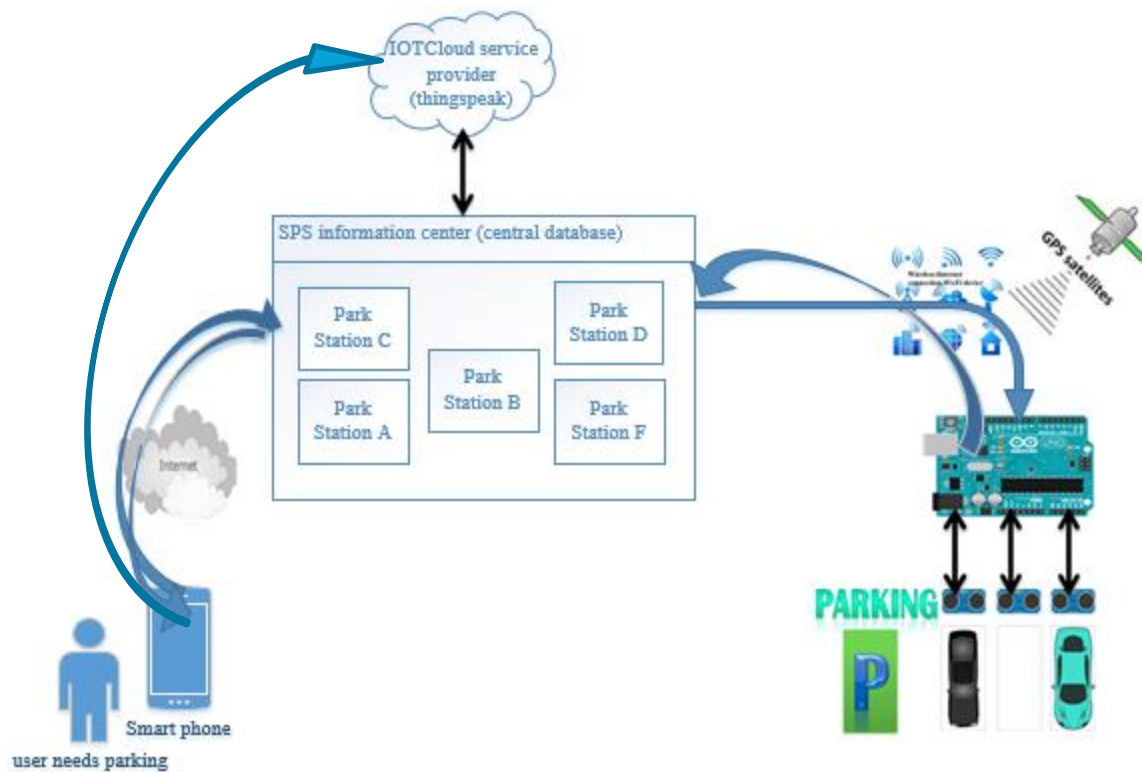 IOTCloud service
provider
(thingspeak)
SPS information center (central database)
Park
Station C
Park
Station D
Park
Station B
Park
Station A
Park
Station F
GPS satellites
Internet
UNO
PARKING
P
Smart phone
user needs parking